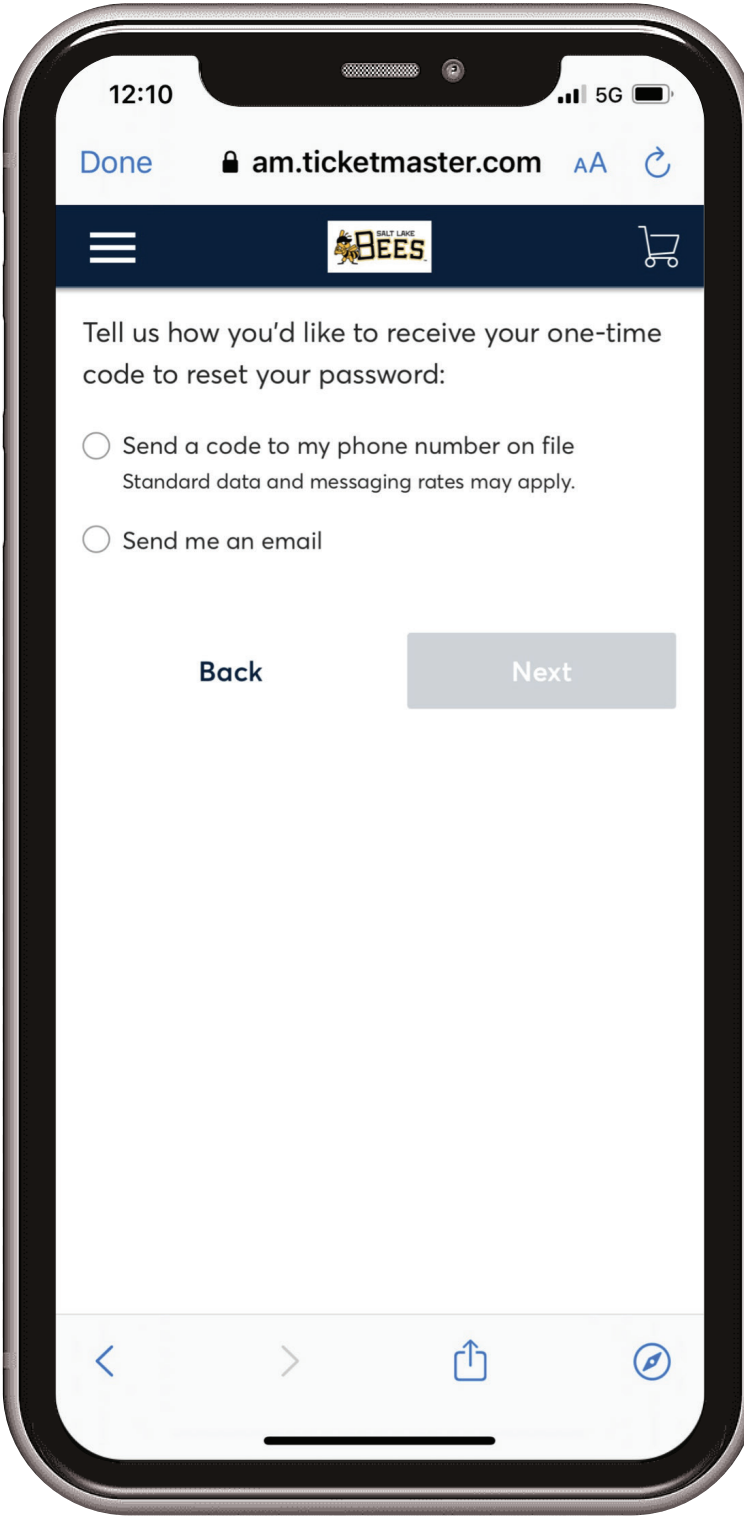 12:10
5G
Done
am.ticketmaster.com
AA
SALT LAKE
BEES
Tell us how you'd like to receive your one-time
code to reset your password:
Send a code to my phone number on file
Standard data and messaging rates may apply.
Send me an email
Back
Next